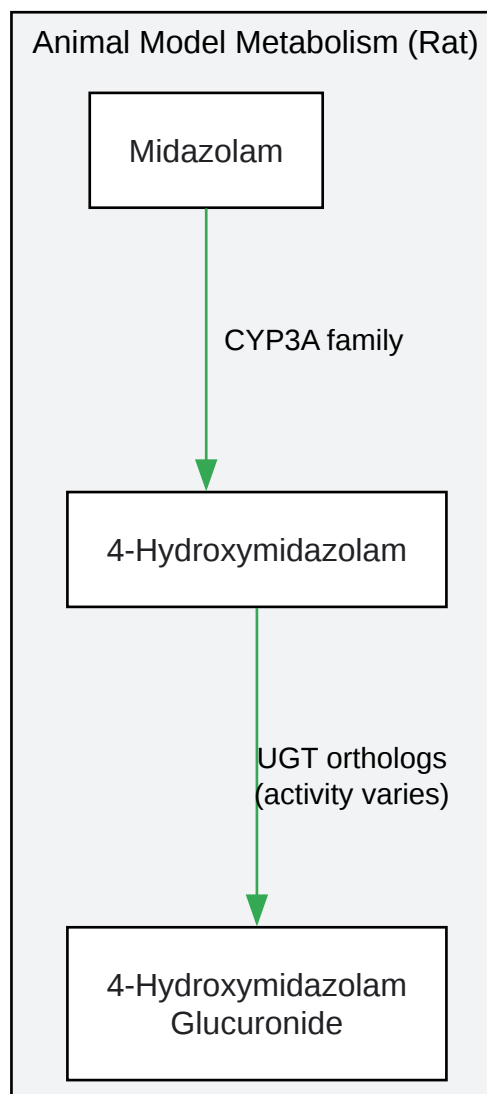 Animal Model Metabolism (Rat)
Midazolam
CYP3A family
4-Hydroxymidazolam
UGT orthologs
(activity varies)
4-Hydroxymidazolam
Glucuronide